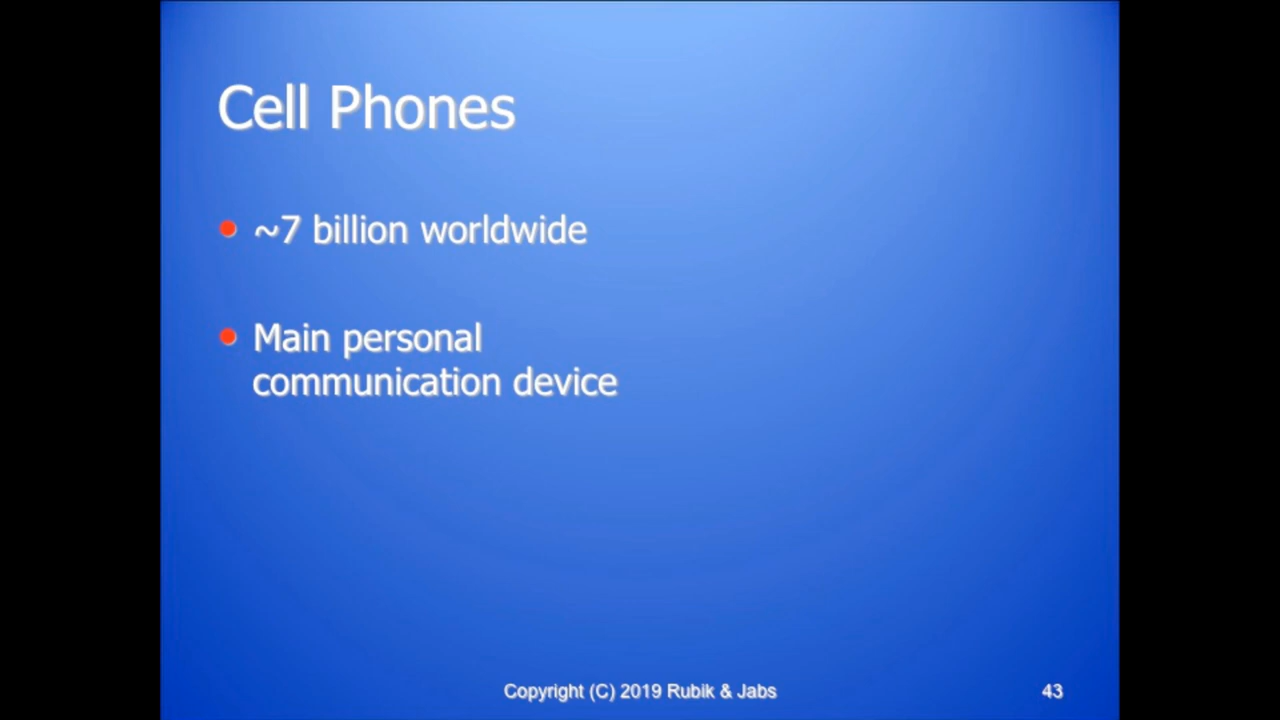 Cell Phones
~7 billion worldwide
Main personal
communication device
Copyright (C) 2019 Rubik & Jabs
43